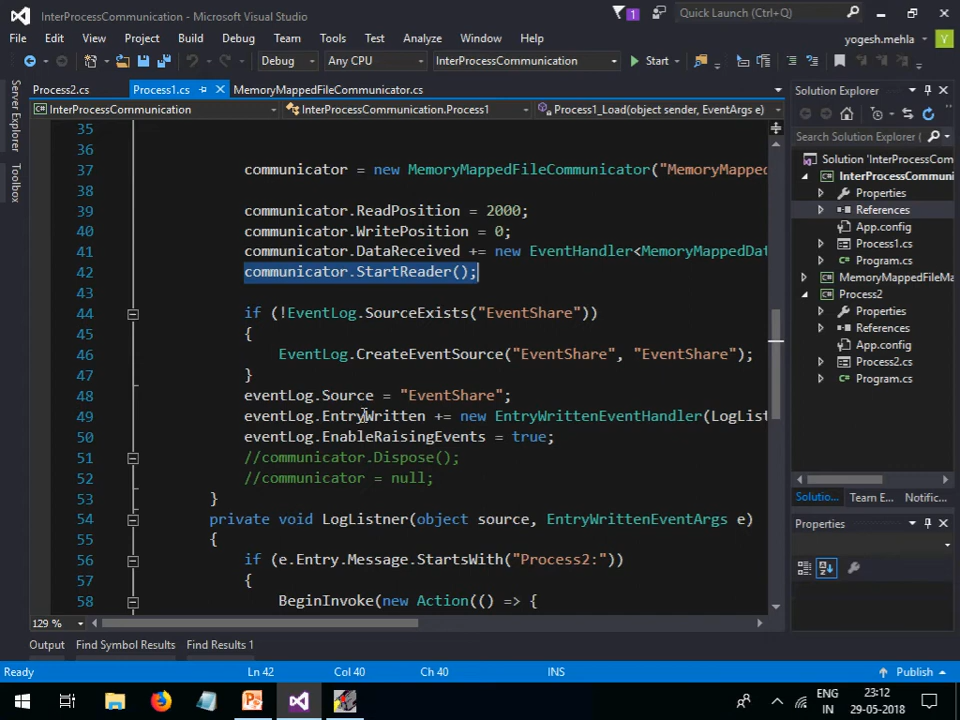 InterProcessCommunication - Microsoft Visual Studio
1
Quick Launch (Ctrl+Q)
File Edit View Project Build Debug Team Tools Test Analyze Window Help
yogesh.mehla Y
Debug Any CPU InterProcessCommunication Start
Server Explorer
Toolbox
Process2.cs Process1.cs MemoryMappedFileCommunicator.cs
InterProcessCommunication InterProcessCommunication.Process1 Process1_Load(object sender, EventArgs e)
35
36
37 communicator = new MemoryMappedFileCommunicator("MemoryMapped
38
39 communicator.ReadPosition = 2000;
40 communicator.WritePosition = 0;
41 communicator.DataReceived += new EventHandler<MemoryMappedDat
42 communicator.StartReader();
43
44 if (!EventLog.SourceExists("EventShare"))
45 {
46 EventLog.CreateEventSource("EventShare", "EventShare");
47 }
48 eventLog.Source = "EventShare";
49 eventLog.EntryWritten += new EntryWrittenEventHandler(LogList
50 eventLog.EnableRaisingEvents = true;
51 //communicator.Dispose();
52 //communicator = null;
53 }
54 private void LogListner(object source, EntryWrittenEventArgs e)
55 {
56 if (e.Entry.Message.StartsWith("Process2:"))
57 {
58 BeginInvoke(new Action(() => {
129 %
Solution Explorer
Search Solution Explorer
Solution 'InterProcessCom
InterProcessCommuni
Properties
References
App.config
Process1.cs
Program.cs
MemoryMappedFileMa
Process2
Properties
References
App.config
Process2.cs
Program.cs
Solutio... Team E... Notific...
Properties
Output Find Symbol Results Find Results 1
Ready Ln 42 Col 40 Ch 40 INS Publish
ENG
IN
23:12
29-05-2018